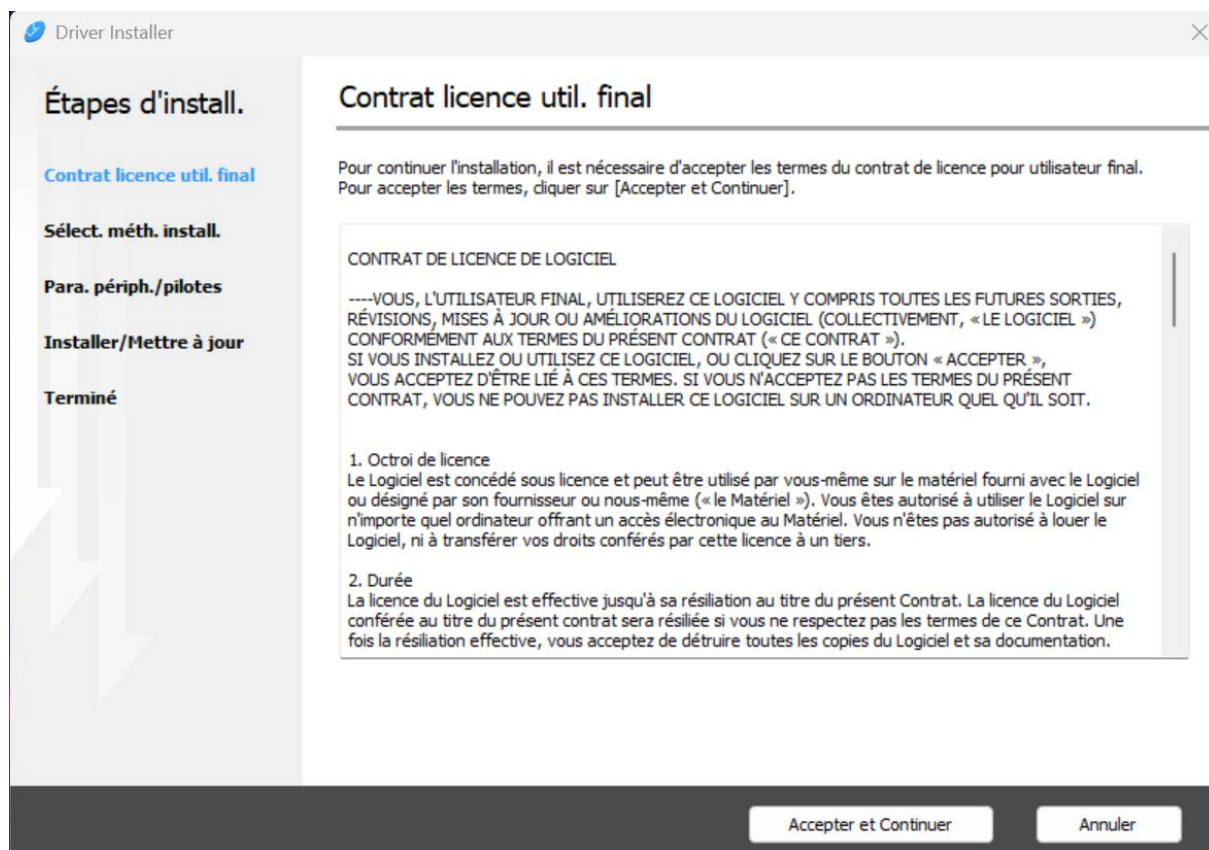 Driver Installer
Étapes d'install.
Contrat licence util. final
Sélect. méth. install.
Para. périph./pilotes
Installer/Mettre à jour
Terminé
Contrat licence util. final
Pour continuer l'installation, il est nécessaire d'accepter les termes du contrat de licence pour utilisateur final.
Pour accepter les termes, cliquer sur [Accepter et Continuer].
CONTRAT DE LICENCE DE LOGICIEL
----VOUS, L'UTILISATEUR FINAL, UTILISEREZ CE LOGICIEL Y COMPRIS TOUTES LES FUTURES SORTIES,
RÉVISIONS, MISES À JOUR OU AMÉLIORATIONS DU LOGICIEL (COLLECTIVEMENT, « LE LOGICIEL »)
CONFORMÉMENT AUX TERMES DU PRÉSENT CONTRAT (« CE CONTRAT »).
SI VOUS INSTALLEZ OU UTILISEZ CE LOGICIEL, OU CLIQUEZ SUR LE BOUTON « ACCEPTER »,
VOUS ACCEPTEZ D'ÊTRE LIÉ À CES TERMES. SI VOUS N'ACCEPTEZ PAS LES TERMES DU PRÉSENT
CONTRAT, VOUS NE POUVEZ PAS INSTALLER CE LOGICIEL SUR UN ORDINATEUR QUEL QU'IL SOIT.
1. Octroi de licence
Le Logiciel est concédé sous licence et peut être utilisé par vous-même sur le matériel fourni avec le Logiciel
ou désigné par son fournisseur ou nous-même (« le Matériel »). Vous êtes autorisé à utiliser le Logiciel sur
n'importe quel ordinateur offrant un accès électronique au Matériel. Vous n'êtes pas autorisé à louer le
Logiciel, ni à transférer vos droits conférés par cette licence à un tiers.
2. Durée
La licence du Logiciel est effective jusqu'à sa résiliation au titre du présent Contrat. La licence du Logiciel
conférée au titre du présent contrat sera résiliée si vous ne respectez pas les termes de ce Contrat. Une
fois la résiliation effective, vous acceptez de détruire toutes les copies du Logiciel et sa documentation.
Accepter et Continuer
Annuler